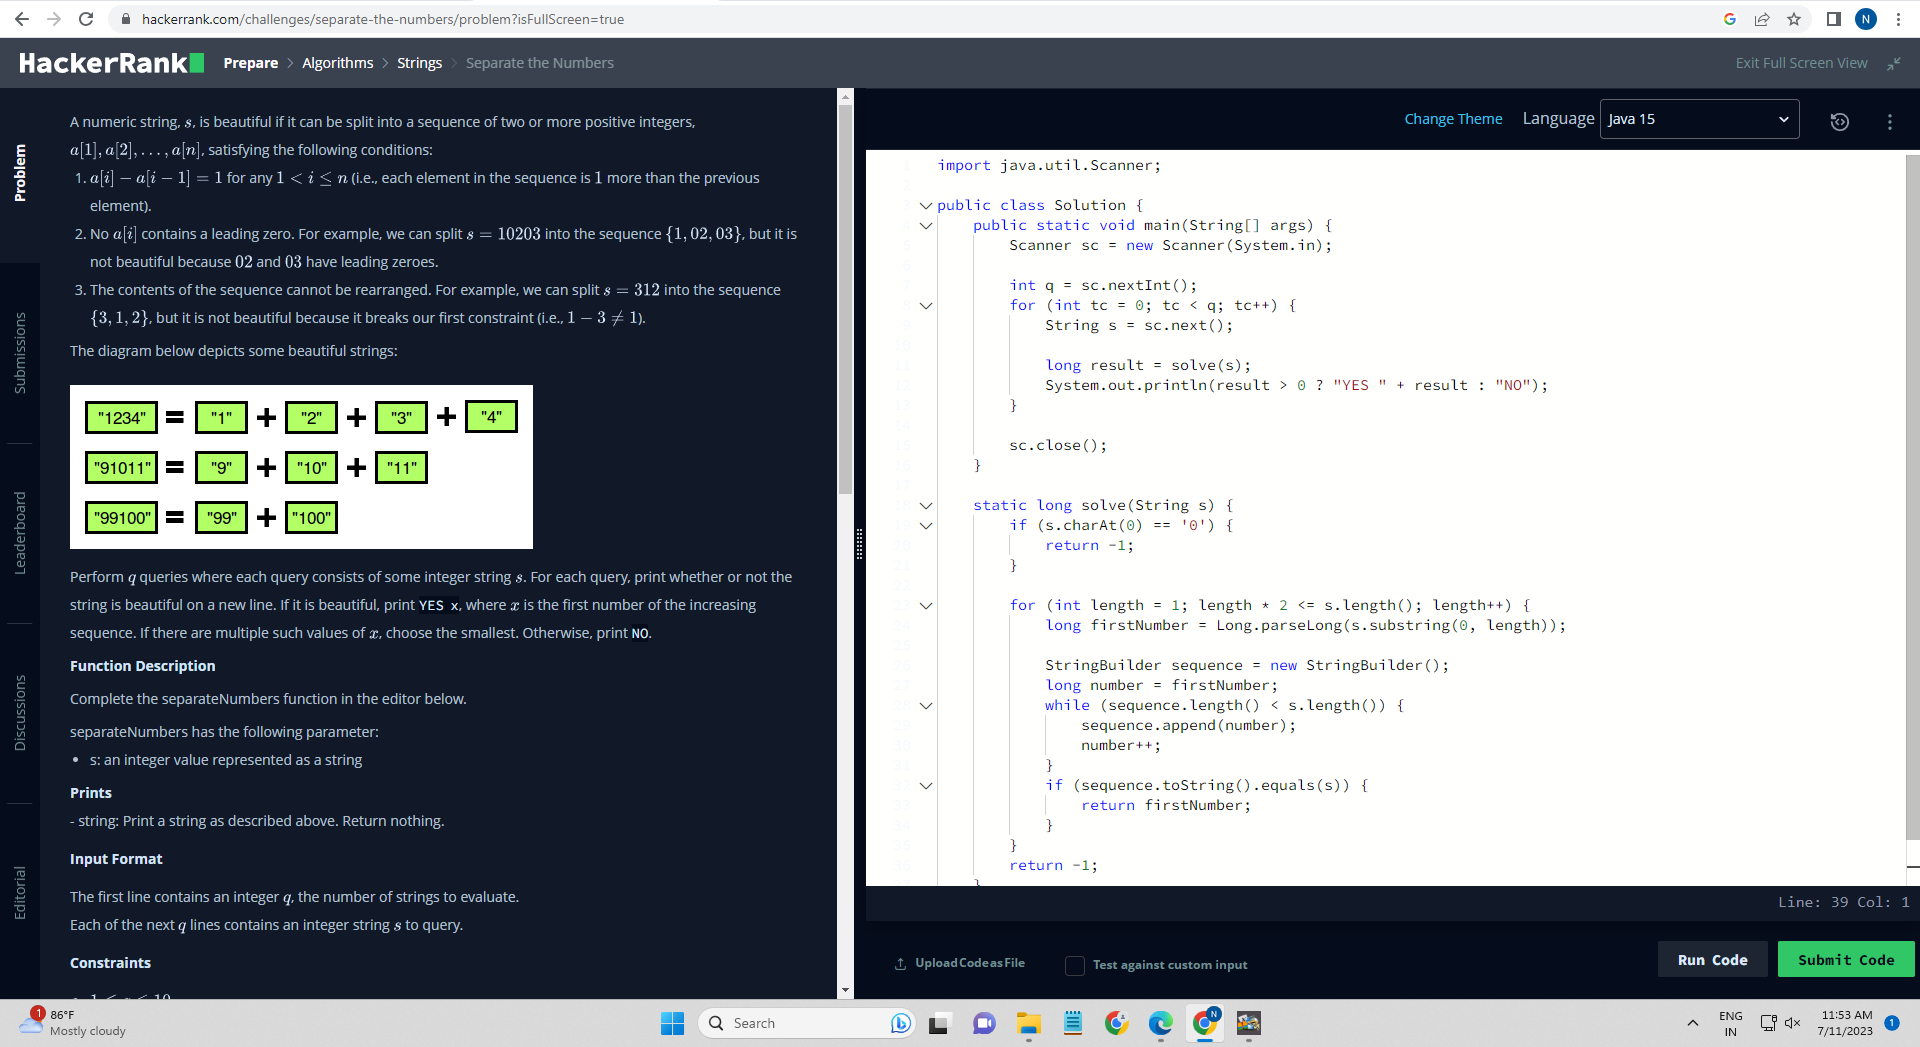 hackerrank.com/challenges/separate-the-numbers/problem?isFullScreen=true
N
HackerRank
Prepare > Algorithms > Strings > Separate the Numbers
Exit Full Screen View
Problem
Submissions
Leaderboard
Discussions
Editorial
A numeric string, s, is beautiful if it can be split into a sequence of two or more positive integers,
a[1], a[2], . . . , a[n], satisfying the following conditions:
1. a[i] − a[i − 1] = 1 for any 1 < i ≤ n (i.e., each element in the sequence is 1 more than the previous
element).
2. No a[i] contains a leading zero. For example, we can split s = 10203 into the sequence {1, 02, 03}, but it is
not beautiful because 02 and 03 have leading zeroes.
3. The contents of the sequence cannot be rearranged. For example, we can split s = 312 into the sequence
{3, 1, 2}, but it is not beautiful because it breaks our first constraint (i.e., 1 − 3 ≠ 1).
The diagram below depicts some beautiful strings:
"1234" = "1" + "2" + "3" + "4"
"91011" = "9" + "10" + "11"
"99100" = "99" + "100"
Perform q queries where each query consists of some integer string s. For each query, print whether or not the
string is beautiful on a new line. If it is beautiful, print YES x, where x is the first number of the increasing
sequence. If there are multiple such values of x, choose the smallest. Otherwise, print NO.
Function Description
Complete the separateNumbers function in the editor below.
separateNumbers has the following parameter:
• s: an integer value represented as a string
Prints
- string: Print a string as described above. Return nothing.
Input Format
The first line contains an integer q, the number of strings to evaluate.
Each of the next q lines contains an integer string s to query.
Constraints
Change Theme
Language
Java 15
import java.util.Scanner;
public class Solution {
public static void main(String[] args) {
Scanner sc = new Scanner(System.in);
int q = sc.nextInt();
for (int tc = 0; tc < q; tc++) {
String s = sc.next();
long result = solve(s);
System.out.println(result > 0 ? "YES " + result : "NO");
}
sc.close();
}
static long solve(String s) {
if (s.charAt(0) == '0') {
return -1;
}
for (int length = 1; length * 2 <= s.length(); length++) {
long firstNumber = Long.parseLong(s.substring(0, length));
StringBuilder sequence = new StringBuilder();
long number = firstNumber;
while (sequence.length() < s.length()) {
sequence.append(number);
number++;
}
if (sequence.toString().equals(s)) {
return firstNumber;
}
}
return -1;
Line: 39 Col: 1
Upload Code as File
Test against custom input
Run Code
Submit Code
1
86°F
Mostly cloudy
Search
N
ENG
IN
11:53 AM
7/11/2023
1